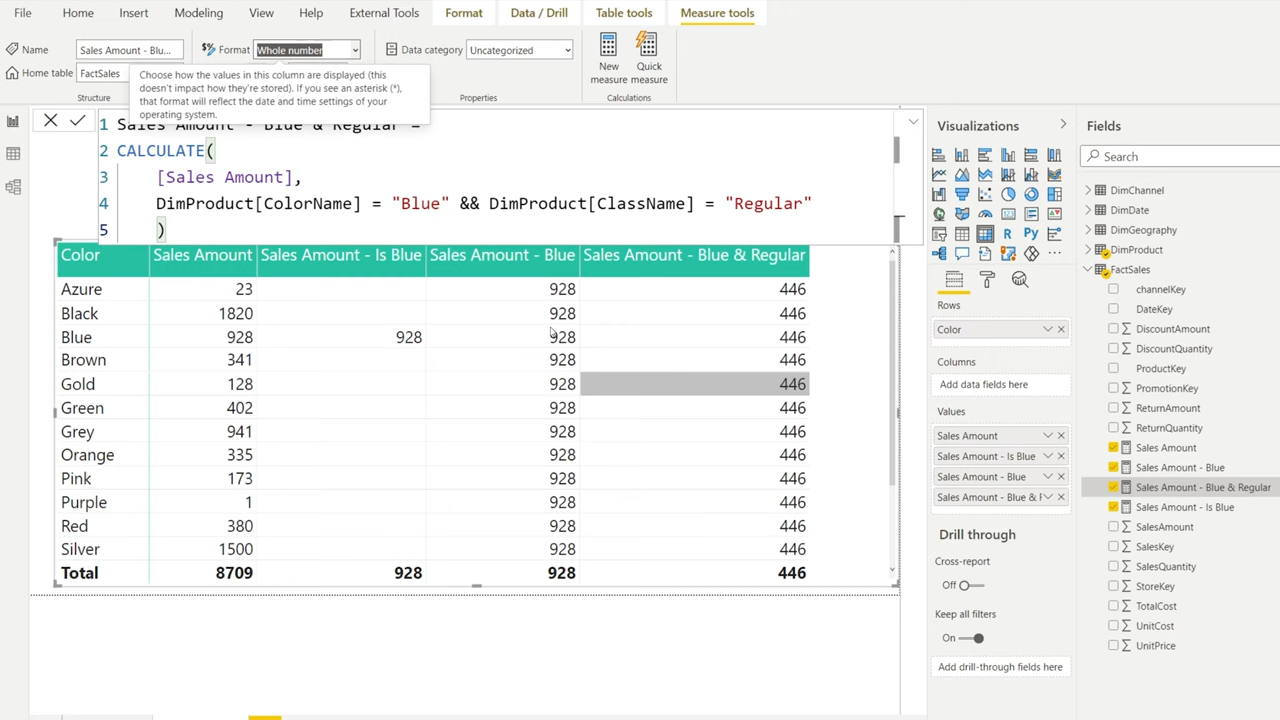 File Home Insert Modeling View Help External Tools Format Data / Drill Table tools Measure tools
Name Sales Amount - Blu...
Home table FactSales
Structure
Format Whole number
Choose how the values in this column are displayed (this
doesn't impact how they're stored). If you see an asterisk (*),
that format will reflect the date and time settings of your
operating system.
Data category Uncategorized
Properties
New
measure
Quick
measure
Calculations
1 Sales Amount - Blue & Regular =
2 CALCULATE(
3 [Sales Amount],
4 DimProduct[ColorName] = "Blue" && DimProduct[ClassName] = "Regular"
5 )
Color Sales Amount Sales Amount - Is Blue Sales Amount - Blue Sales Amount - Blue & Regular
Azure 23 928 446
Black 1820 928 446
Blue 928 928 928 446
Brown 341 928 446
Gold 128 928 446
Green 402 928 446
Grey 941 928 446
Orange 335 928 446
Pink 173 928 446
Purple 1 928 446
Red 380 928 446
Silver 1500 928 446
Total 8709 928 928 446
Visualizations
R Py
Rows
Color
Columns
Add data fields here
Values
Sales Amount
Sales Amount - Is Blue
Sales Amount - Blue
Sales Amount - Blue & R
Drill through
Cross-report
Off
Keep all filters
On
Add drill-through fields here
Fields
Search
DimChannel
DimDate
DimGeography
DimProduct
FactSales
channelKey
DateKey
DiscountAmount
DiscountQuantity
ProductKey
PromotionKey
ReturnAmount
ReturnQuantity
Sales Amount
Sales Amount - Blue
Sales Amount - Blue & Regular
Sales Amount - Is Blue
SalesAmount
SalesKey
SalesQuantity
StoreKey
TotalCost
UnitCost
UnitPrice